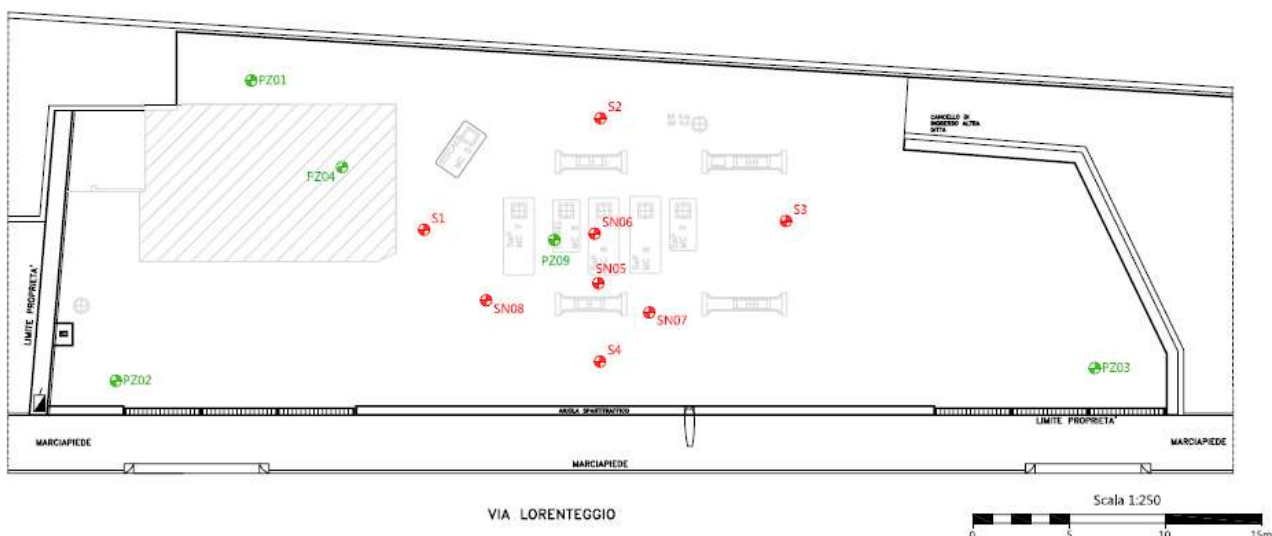 PZ01
S2
CANCELLO DI
INGRESSO ALTRA
DITTA
PZ04
S1
S3
SN06
PZ09
SN05
SN08
SN07
LIMITE PROPRIETA'
S4
PZ02
PZ03
AIUOLA SPARTITRAFFICO
LIMITE PROPRIETA'
MARCIAPIEDE
MARCIAPIEDE
MARCIAPIEDE
VIA LORENTEGGIO
Scala 1:250
0 5 10 15m